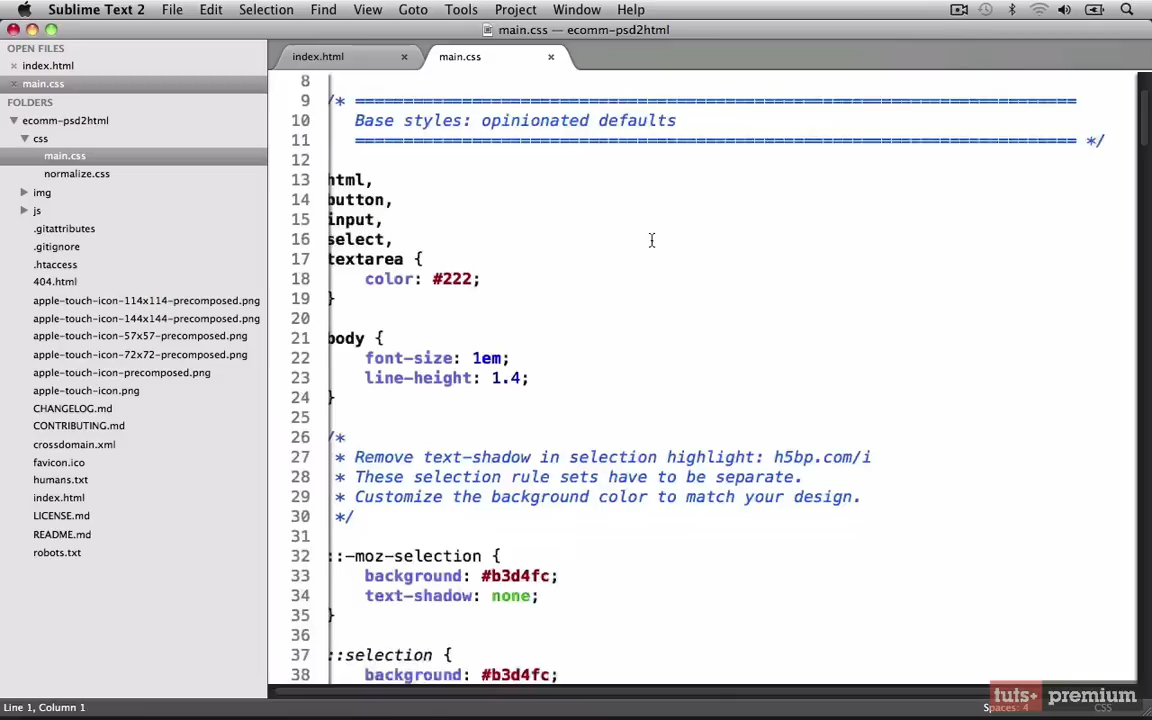 Sublime Text 2 File Edit Selection Find View Goto Tools Project Window Help
main.css — ecomm-psd2html
OPEN FILES
index.html
main.css
FOLDERS
ecomm-psd2html
css
main.css
normalize.css
img
js
.gitattributes
.gitignore
.htaccess
404.html
apple-touch-icon-114x114-precomposed.png
apple-touch-icon-144x144-precomposed.png
apple-touch-icon-57x57-precomposed.png
apple-touch-icon-72x72-precomposed.png
apple-touch-icon-precomposed.png
apple-touch-icon.png
CHANGELOG.md
CONTRIBUTING.md
crossdomain.xml
favicon.ico
humans.txt
index.html
LICENSE.md
README.md
robots.txt
index.html
main.css
8
9 /* ==========================================================================
10 Base styles: opinionated defaults
11 ========================================================================== */
12
13 html,
14 button,
15 input,
16 select,
17 textarea {
18 color: #222;
19 }
20
21 body {
22 font-size: 1em;
23 line-height: 1.4;
24 }
25
26 /*
27 * Remove text-shadow in selection highlight: h5bp.com/i
28 * These selection rule sets have to be separate.
29 * Customize the background color to match your design.
30 */
31
32 ::-moz-selection {
33 background: #b3d4fc;
34 text-shadow: none;
35 }
36
37 ::selection {
38 background: #b3d4fc;
tuts+ premium
Line 1, Column 1
Spaces: 4
CSS